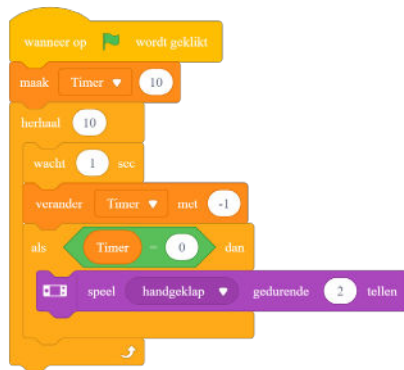 wanneer op wordt geklikt
maak Timer 10
herhaal 10
wacht 1 sec
verander Timer met -1
als Timer = 0 dan
speel handgeklap gedurende 2 tellen